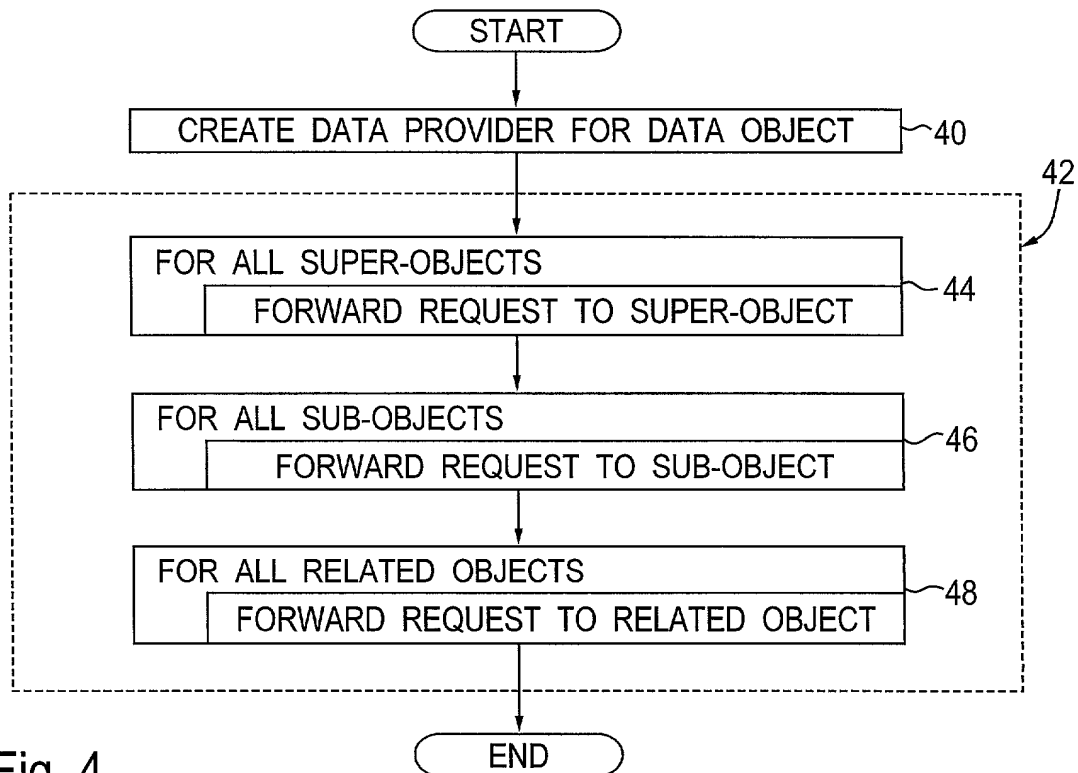 START
CREATE DATA PROVIDER FOR DATA OBJECT
40
42
FOR ALL SUPER-OBJECTS
44
FORWARD REQUEST TO SUPER-OBJECT
FOR ALL SUB-OBJECTS
46
FORWARD REQUEST TO SUB-OBJECT
FOR ALL RELATED OBJECTS
48
FORWARD REQUEST TO RELATED OBJECT
END
Fig. 4